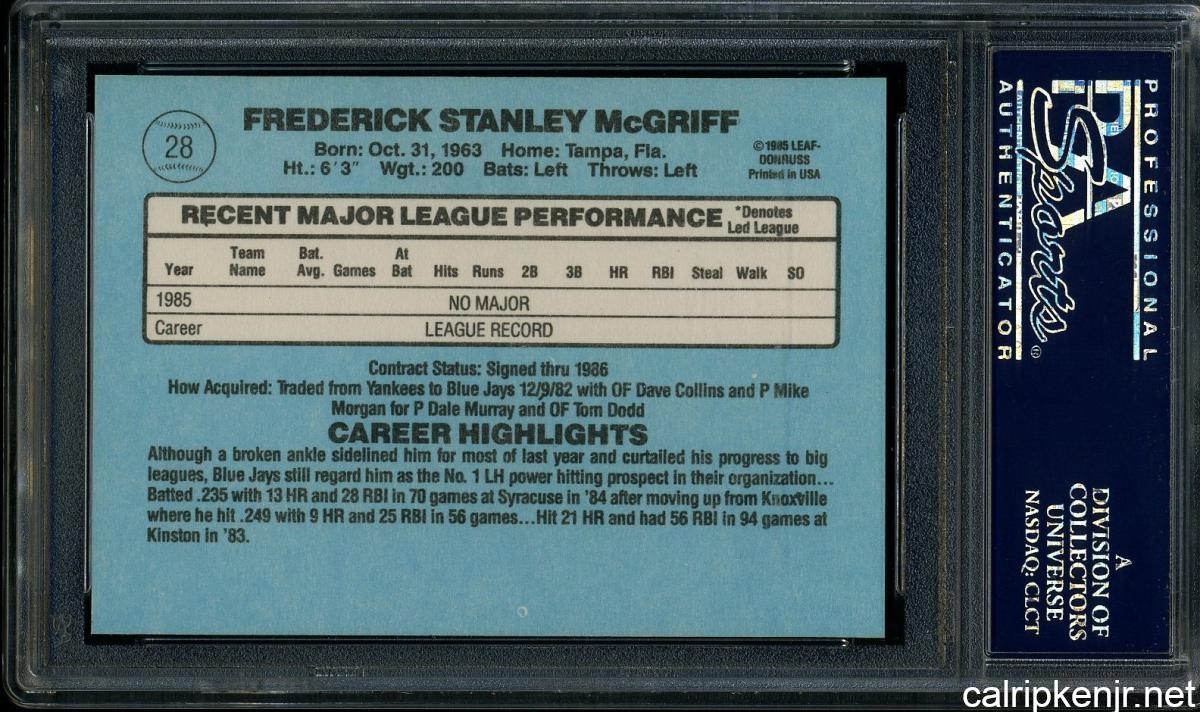 28
FREDERICK STANLEY McGRIFF
Born: Oct. 31, 1963 Home: Tampa, Fla.
Ht.: 6'3" Wgt.: 200 Bats: Left Throws: Left
©1985 LEAF-
DONRUSS
Printed in USA
RECENT MAJOR LEAGUE PERFORMANCE
*Denotes
Led League
Year Team Name Bat. Avg. Games At Bat Hits Runs 2B 3B HR RBI Steal Walk SO
1985 NO MAJOR
Career LEAGUE RECORD
Contract Status: Signed thru 1986
How Acquired: Traded from Yankees to Blue Jays 12/9/82 with OF Dave Collins and P Mike
Morgan for P Dale Murray and OF Tom Dodd
CAREER HIGHLIGHTS
Although a broken ankle sidelined him for most of last year and curtailed his progress to big
leagues, Blue Jays still regard him as the No. 1 LH power hitting prospect in their organization...
Batted .235 with 13 HR and 28 RBI in 70 games at Syracuse in '84 after moving up from Knoxville
where he hit .249 with 9 HR and 25 RBI in 56 games...Hit 21 HR and had 56 RBI in 94 games at
Kinston in '83.
PROFESSIONAL
PSA
Sports®
AUTHENTICATOR
A
DIVISION OF
COLLECTORS
UNIVERSE
NASDAQ: CLCT
calripkenjr.net